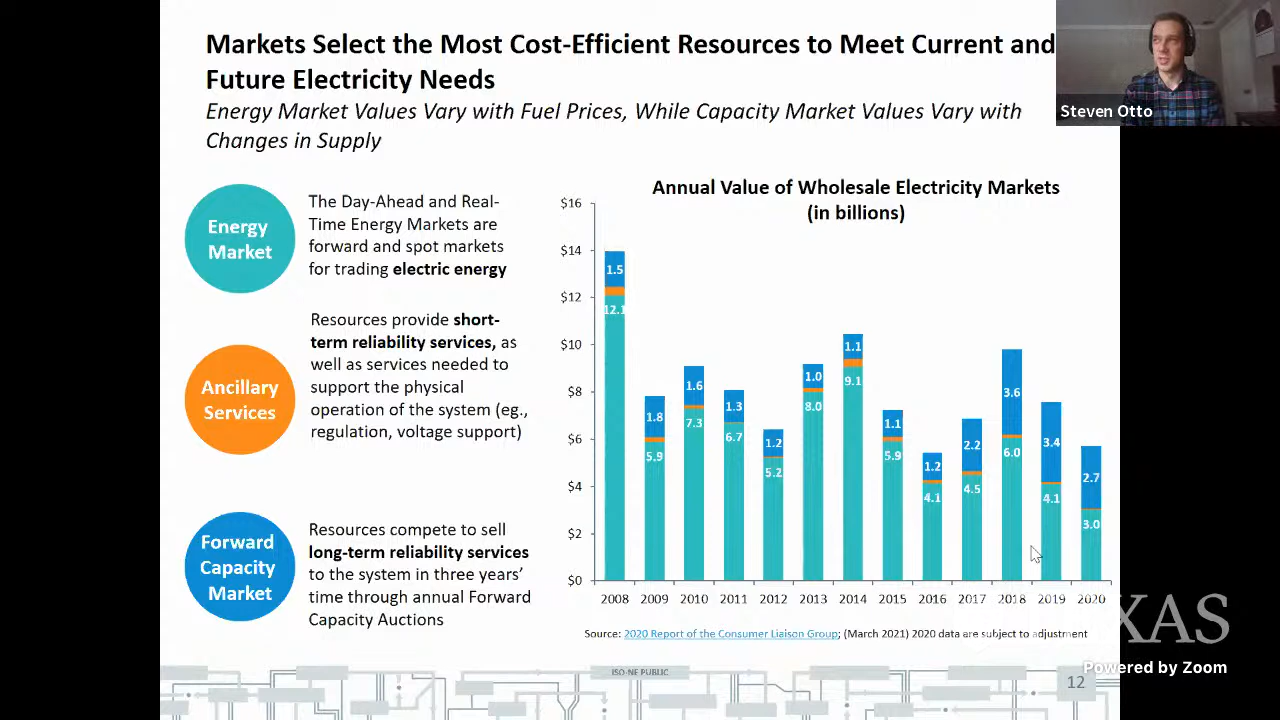 Markets Select the Most Cost-Efficient Resources to Meet Current and
Future Electricity Needs
Energy Market Values Vary with Fuel Prices, While Capacity Market Values Vary with
Changes in Supply
Steven Otto
Energy
Market
The Day-Ahead and Real-
Time Energy Markets are
forward and spot markets
for trading electric energy
Ancillary
Services
Resources provide short-
term reliability services, as
well as services needed to
support the physical
operation of the system (eg.,
regulation, voltage support)
Forward
Capacity
Market
Resources compete to sell
long-term reliability services
to the system in three years'
time through annual Forward
Capacity Auctions
Annual Value of Wholesale Electricity Markets
(in billions)
$16
$14
$12
$10
$8
$6
$4
$2
$0
1.5
12.1
1.8
5.9
1.6
7.3
1.3
6.7
1.2
5.2
1.0
8.0
1.1
9.1
1.1
5.9
1.2
4.1
2.2
4.5
3.6
6.0
3.4
4.1
2.7
3.0
2008 2009 2010 2011 2012 2013 2014 2015 2016 2017 2018 2019 2020
Source: 2020 Report of the Consumer Liaison Group; (March 2021) 2020 data are subject to adjustment
ISO-NE PUBLIC
12
XAS
Powered by Zoom